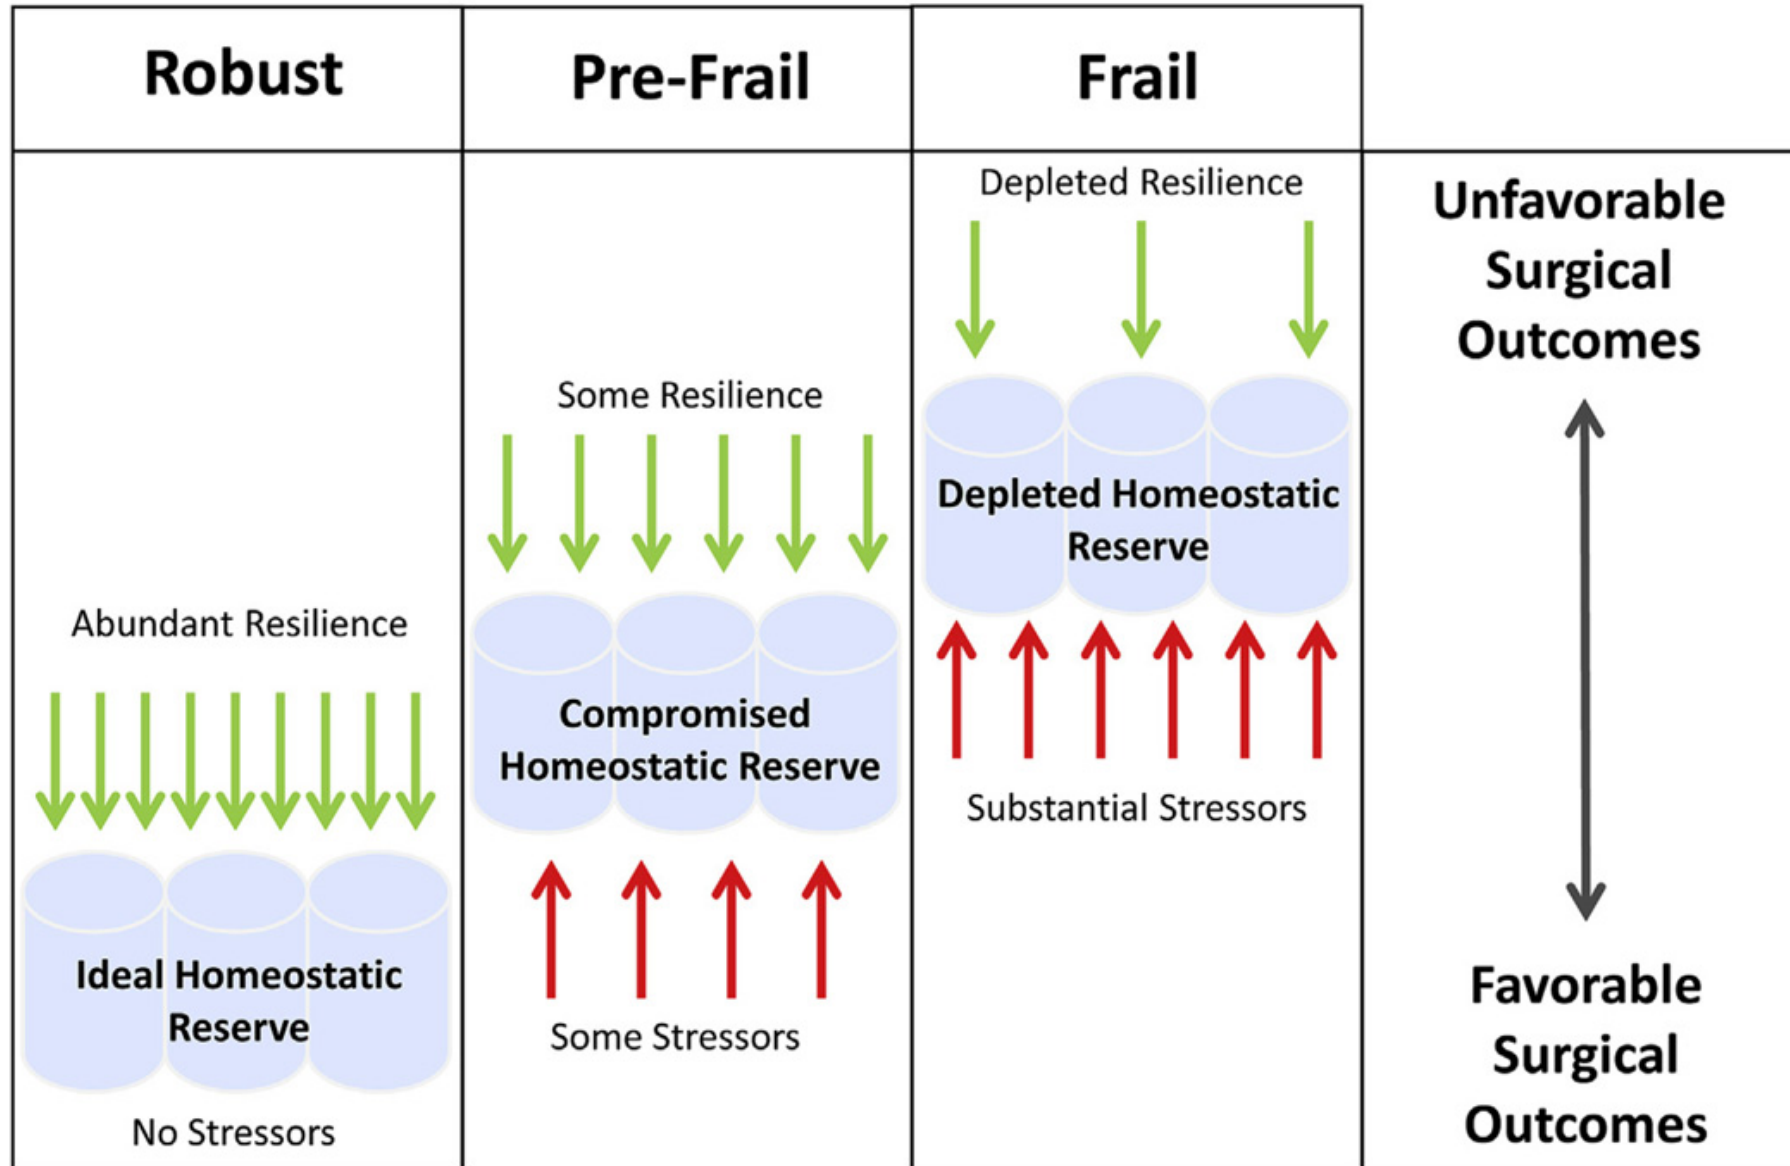 Robust
Pre-Frail
Frail
Abundant Resilience
Ideal Homeostatic
Reserve
No Stressors
Some Resilience
Compromised
Homeostatic Reserve
Some Stressors
Depleted Resilience
Depleted Homeostatic
Reserve
Substantial Stressors
Unfavorable
Surgical
Outcomes
Favorable
Surgical
Outcomes